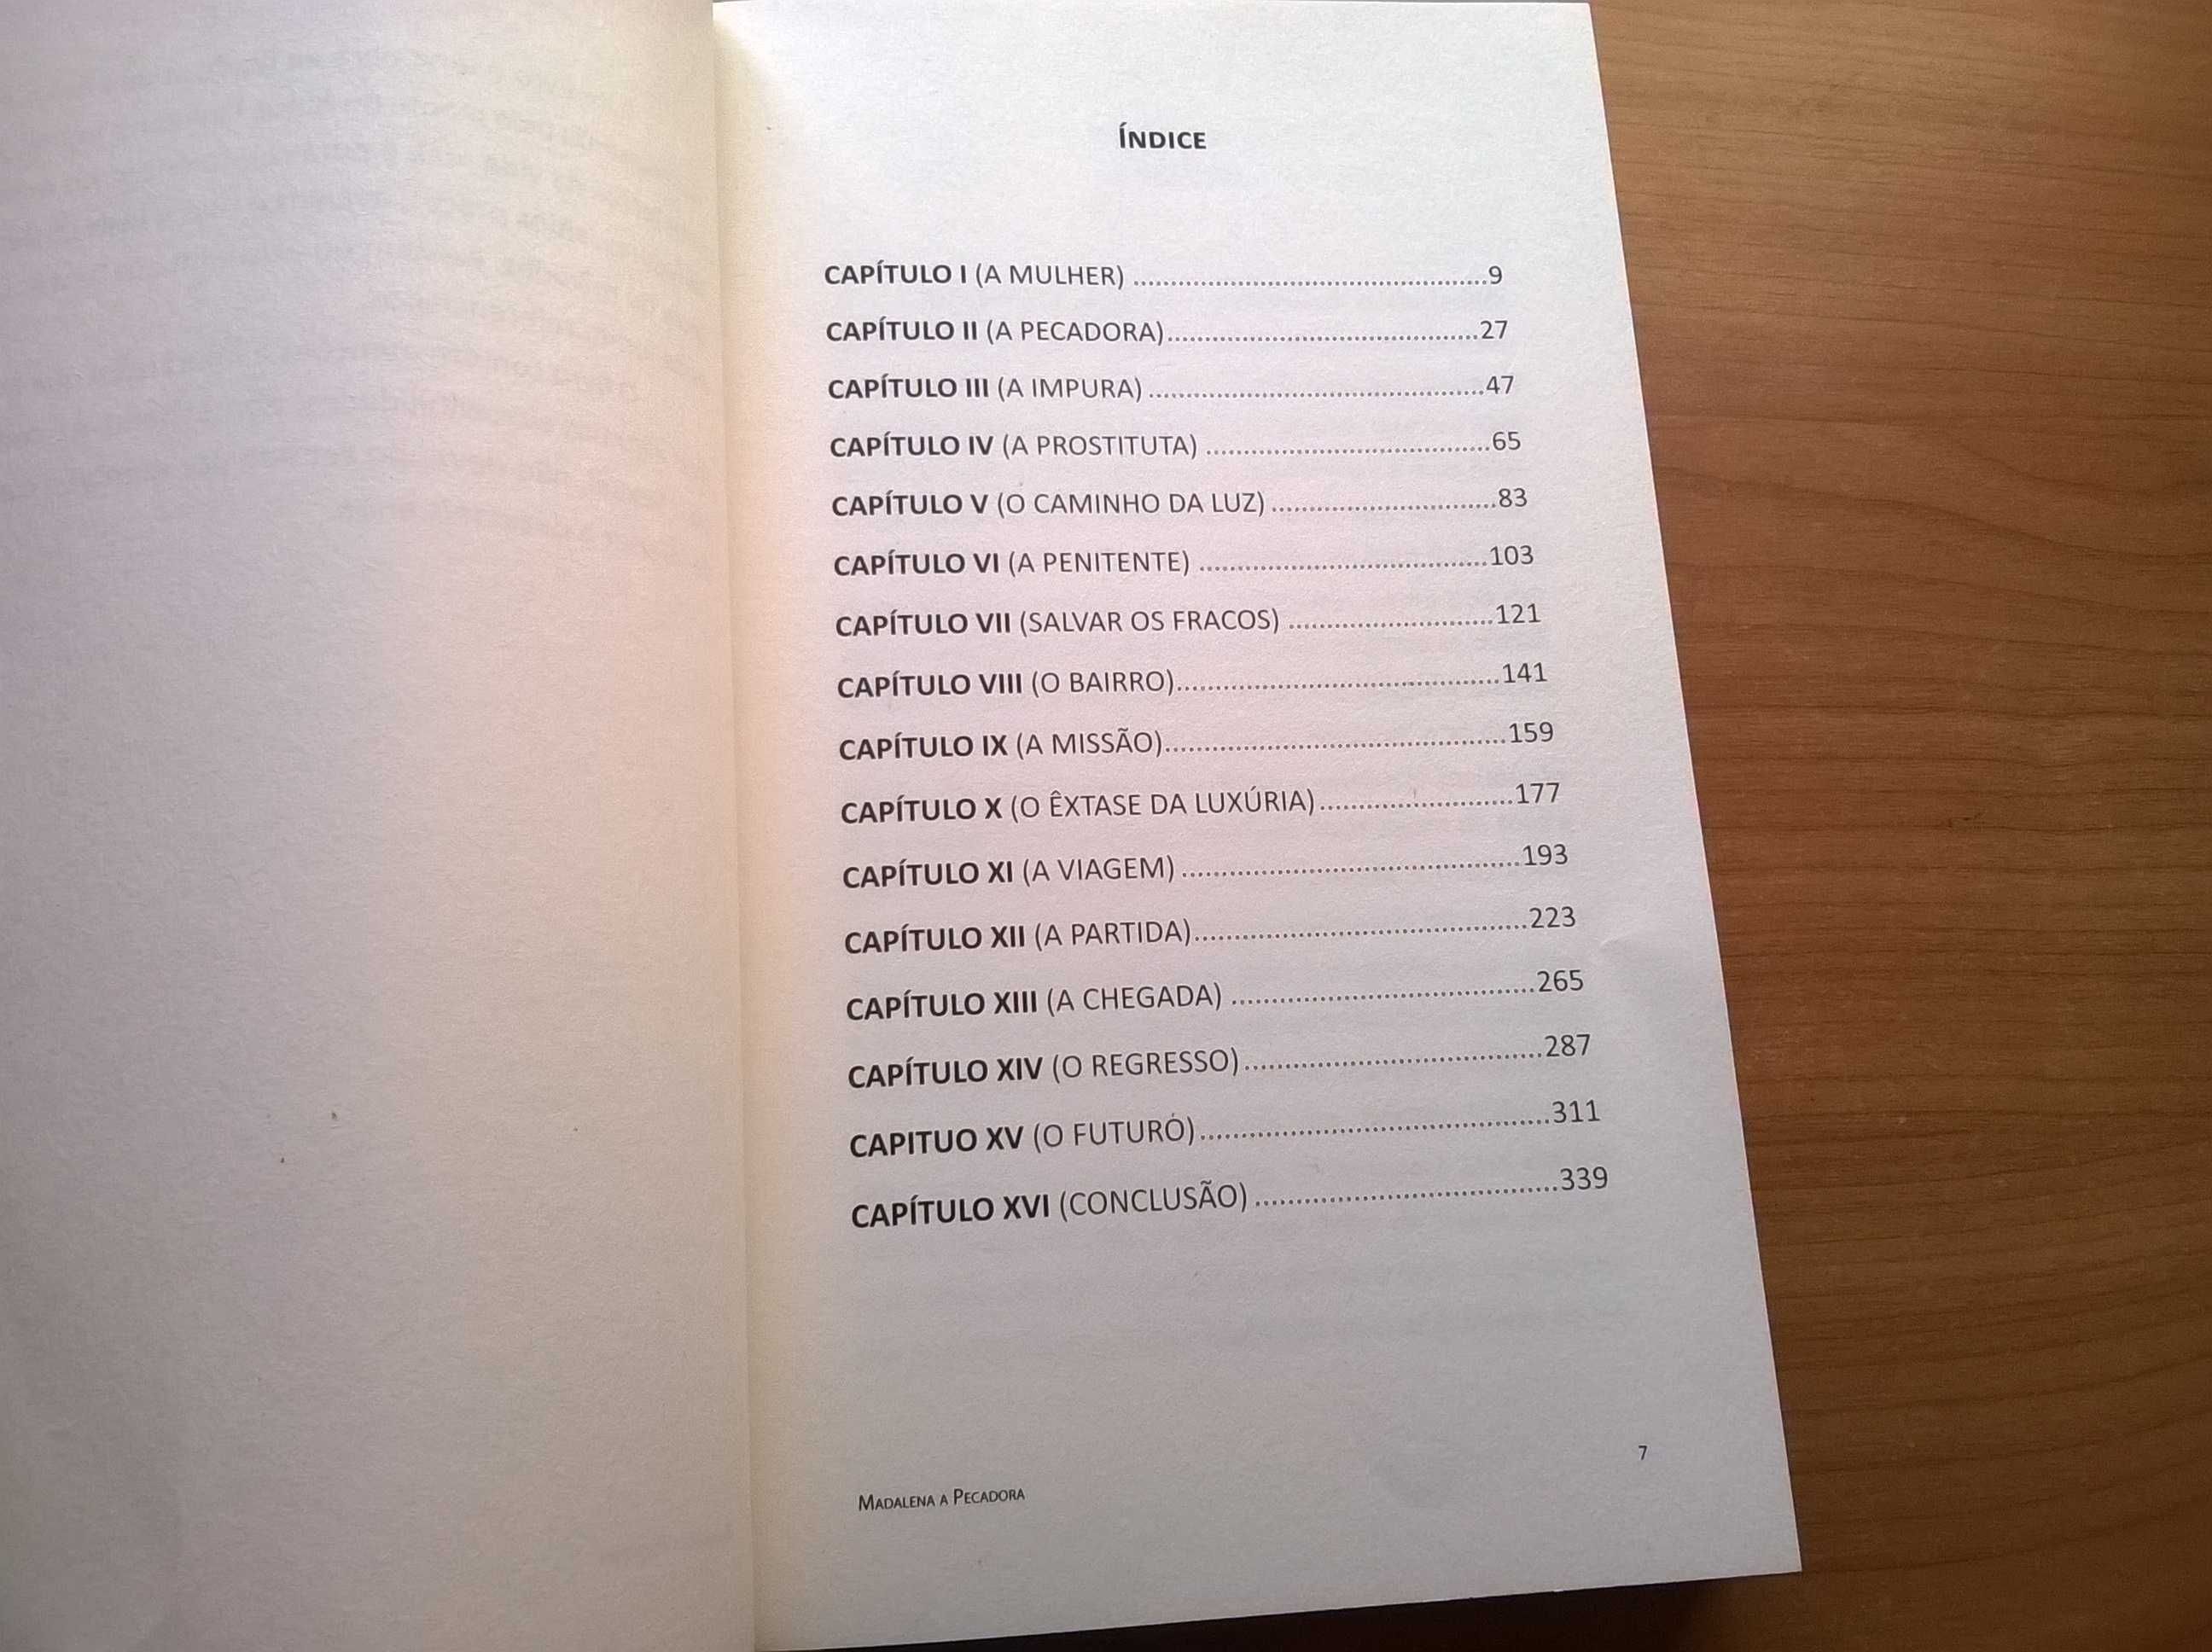 ÍNDICE
CAPÍTULO I (A MULHER) ................................................9
CAPÍTULO II (A PECADORA)..........................................27
CAPÍTULO III (A IMPURA) .............................................47
CAPÍTULO IV (A PROSTITUTA) ......................................65
CAPÍTULO V (O CAMINHO DA LUZ) ..............................83
CAPÍTULO VI (A PENITENTE) ......................................103
CAPÍTULO VII (SALVAR OS FRACOS) ...........................121
CAPÍTULO VIII (O BAIRRO)...........................................141
CAPÍTULO IX (A MISSÃO).............................................159
CAPÍTULO X (O ÊXTASE DA LUXÚRIA).........................177
CAPÍTULO XI (A VIAGEM) ............................................193
CAPÍTULO XII (A PARTIDA)...........................................223
CAPÍTULO XIII (A CHEGADA) .......................................265
CAPÍTULO XIV (O REGRESSO)......................................287
CAPITUO XV (O FUTURO).............................................311
CAPÍTULO XVI (CONCLUSÃO) ......................................339
7
MADALENA A PECADORA